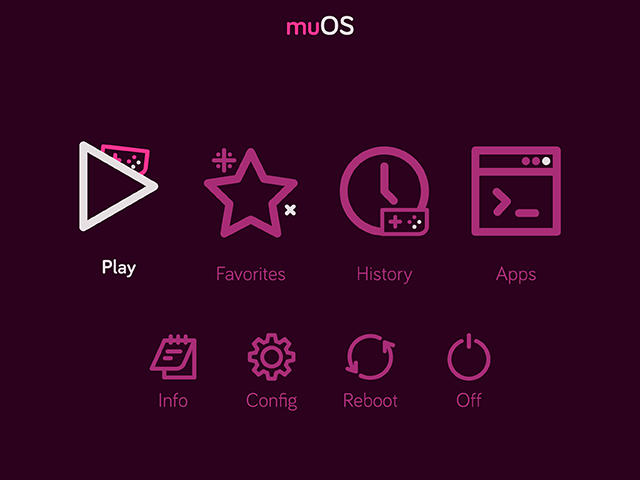 muOS
Play
Favorites
History
Apps
Info
Config
Reboot
Off